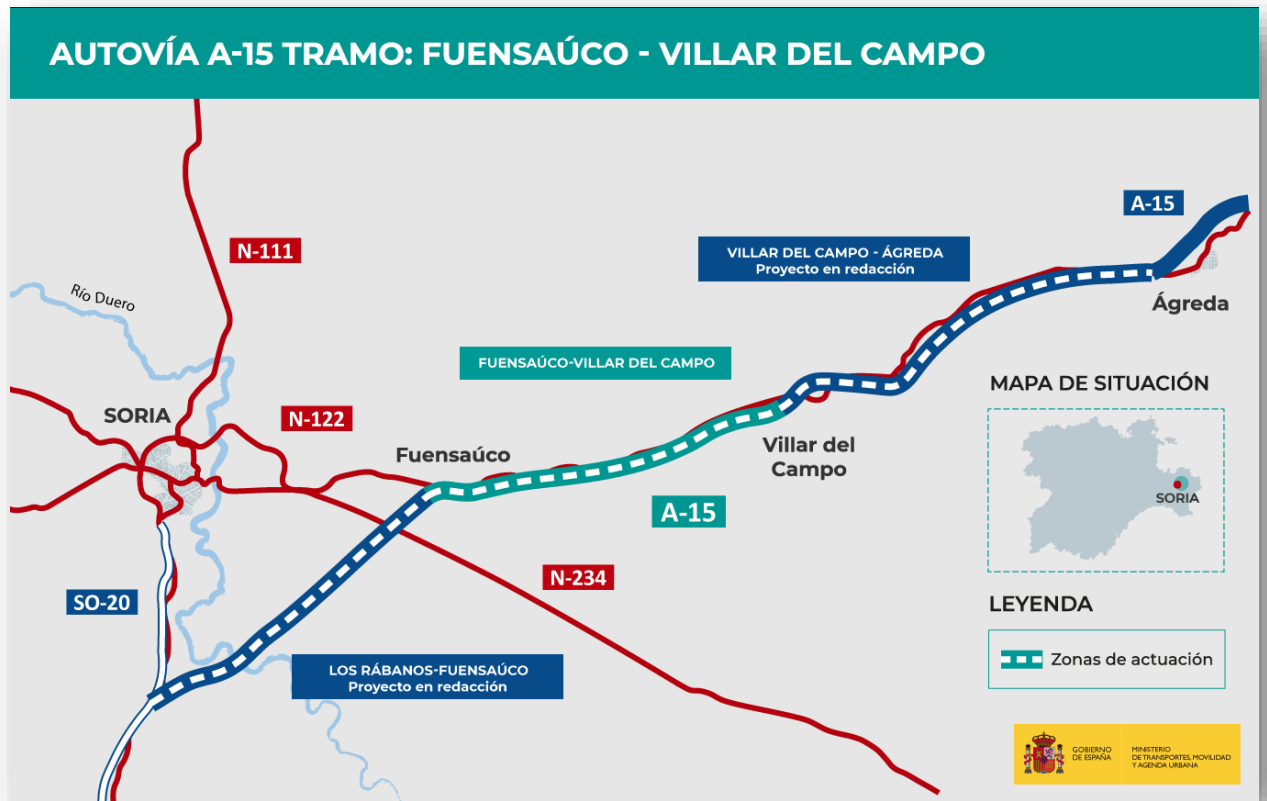 AUTOVÍA A-15 TRAMO: FUENSAÚCO - VILLAR DEL CAMPO
A-15
N-111
VILLAR DEL CAMPO - ÁGREDA
Proyecto en redacción
Río Duero
Ágreda
FUENSAÚCO-VILLAR DEL CAMPO
MAPA DE SITUACIÓN
SORIA
N-122
Fuensaúco
Villar del
Campo
SORIA
A-15
N-234
SO-20
LEYENDA
Zonas de actuación
LOS RÁBANOS-FUENSAÚCO
Proyecto en redacción
GOBIERNO
DE ESPAÑA
MINISTERIO
DE TRANSPORTES, MOVILIDAD
Y AGENDA URBANA